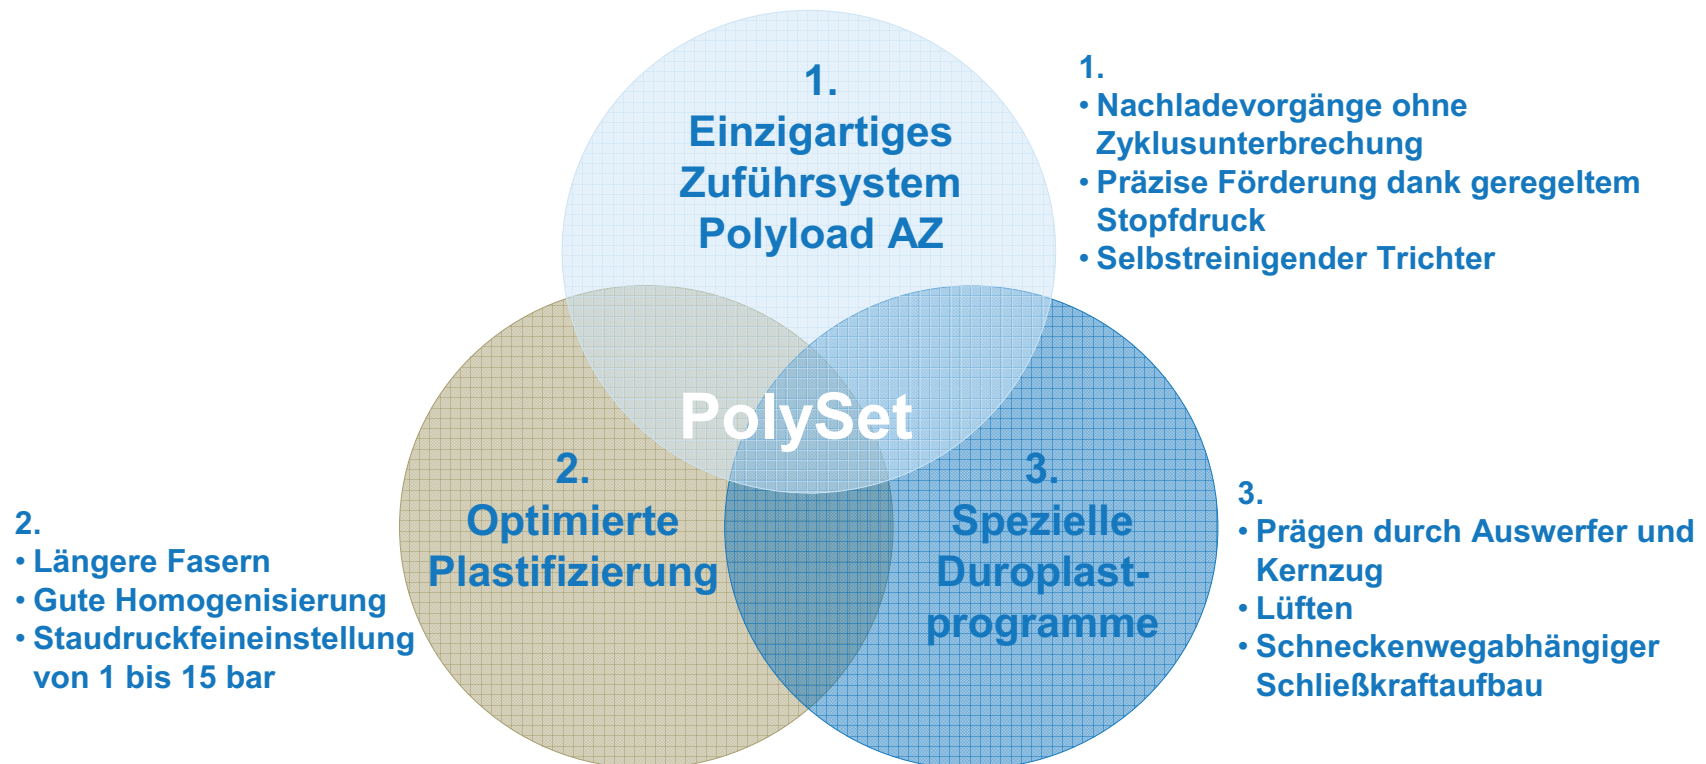 1.
Einzigartiges
Zuführsystem
Polyload AZ
1.
• Nachladevorgänge ohne
Zyklusunterbrechung
• Präzise Förderung dank geregeltem
Stopfdruck
• Selbstreinigender Trichter
PolySet
2.
Optimierte
Plastifizierung
3.
Spezielle
Duroplast-
programme
2.
• Längere Fasern
• Gute Homogenisierung
• Staudruckfeineinstellung
von 1 bis 15 bar
3.
• Prägen durch Auswerfer und
Kernzug
• Lüften
• Schneckenwegabhängiger
Schließkraftaufbau